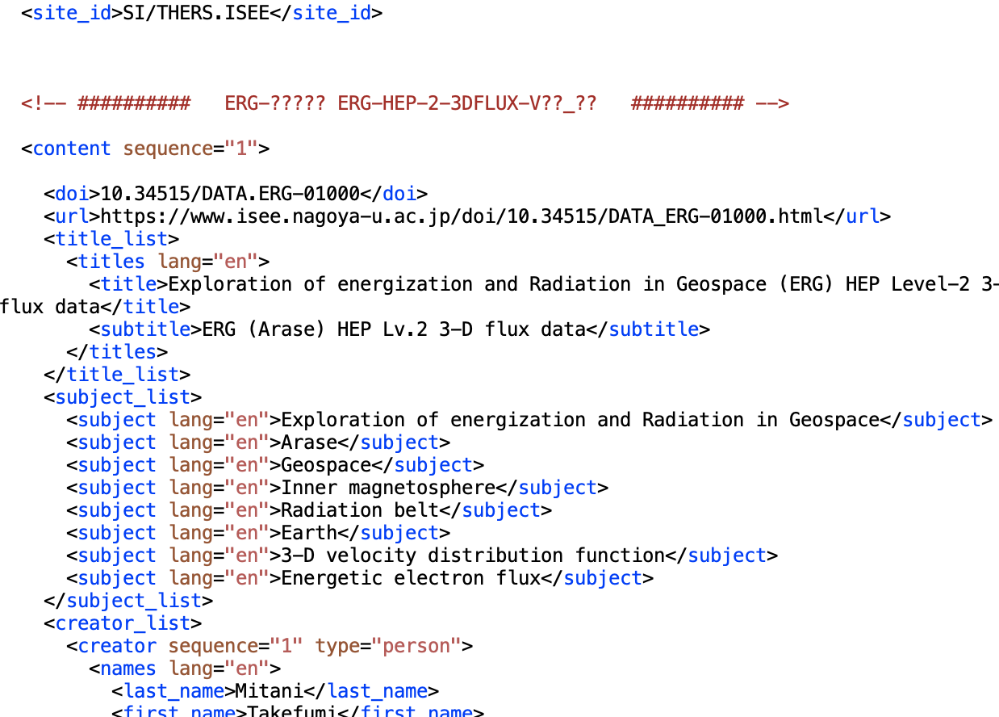 <site_id>SI/THERS.ISEE</site_id>
<!-- ##########   ERG-????? ERG-HEP-2-3DFLUX-V??_??   ########## -->
<content sequence="1">
<doi>10.34515/DATA.ERG-01000</doi>
<url>https://www.isee.nagoya-u.ac.jp/doi/10.34515/DATA_ERG-01000.html</url>
<title_list>
<titles lang="en">
<title>Exploration of energization and Radiation in Geospace (ERG) HEP Level-2 3-
flux data</title>
<subtitle>ERG (Arase) HEP Lv.2 3-D flux data</subtitle>
</titles>
</title_list>
<subject_list>
<subject lang="en">Exploration of energization and Radiation in Geospace</subject>
<subject lang="en">Arase</subject>
<subject lang="en">Geospace</subject>
<subject lang="en">Inner magnetosphere</subject>
<subject lang="en">Radiation belt</subject>
<subject lang="en">Earth</subject>
<subject lang="en">3-D velocity distribution function</subject>
<subject lang="en">Energetic electron flux</subject>
</subject_list>
<creator_list>
<creator sequence="1" type="person">
<names lang="en">
<last_name>Mitani</last_name>
<first_name>Takefumi</first_name>